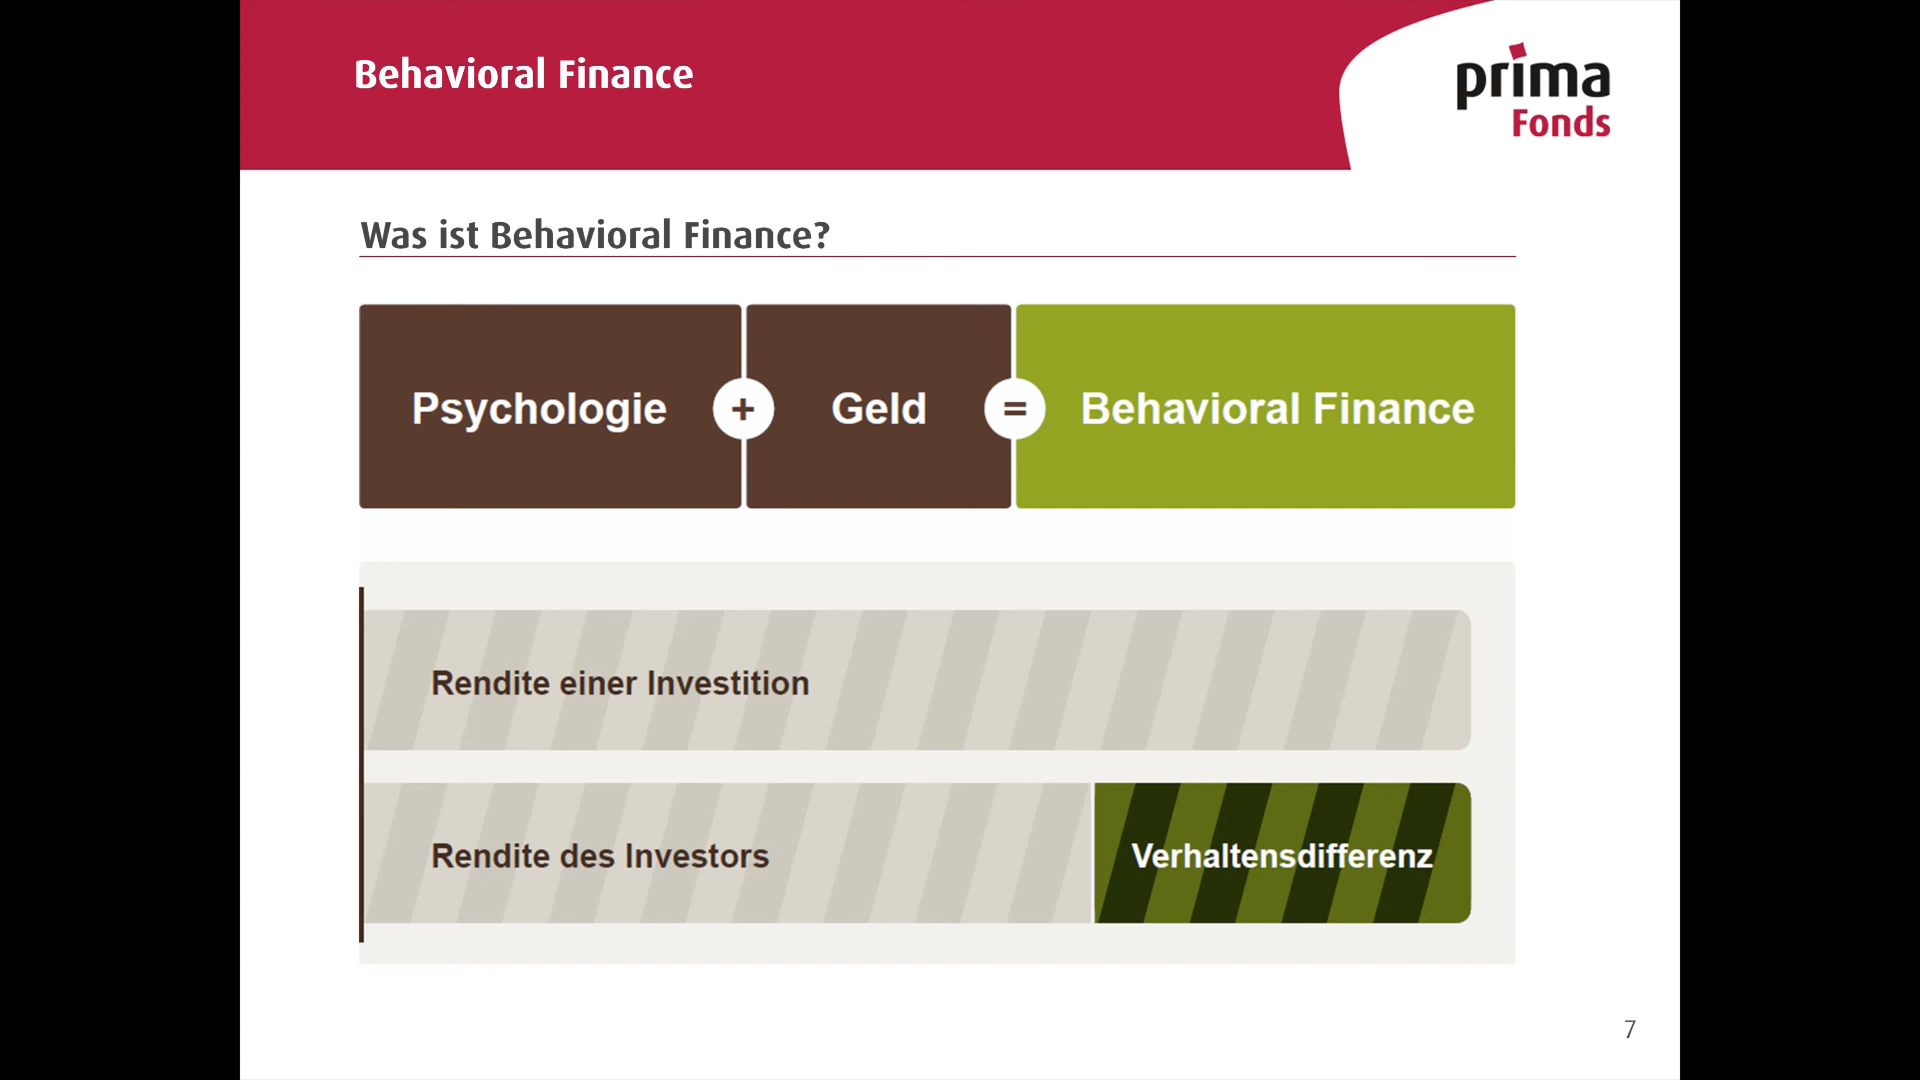 Behavioral Finance
prima
Fonds
Was ist Behavioral Finance?
Psychologie + Geld = Behavioral Finance
Rendite einer Investition
Rendite des Investors Verhaltensdifferenz
7